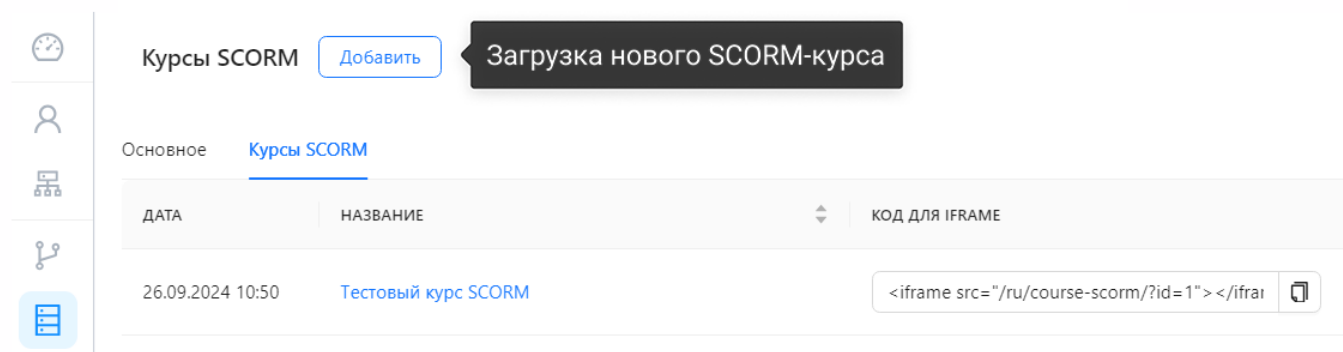 Курсы SCORM Добавить Загрузка нового SCORM-курса
Основное Курсы SCORM
ДАТА НАЗВАНИЕ КОД ДЛЯ IFRAME
26.09.2024 10:50 Тестовый курс SCORM <iframe src="/ru/course-scorm/?id=1"></ifrar